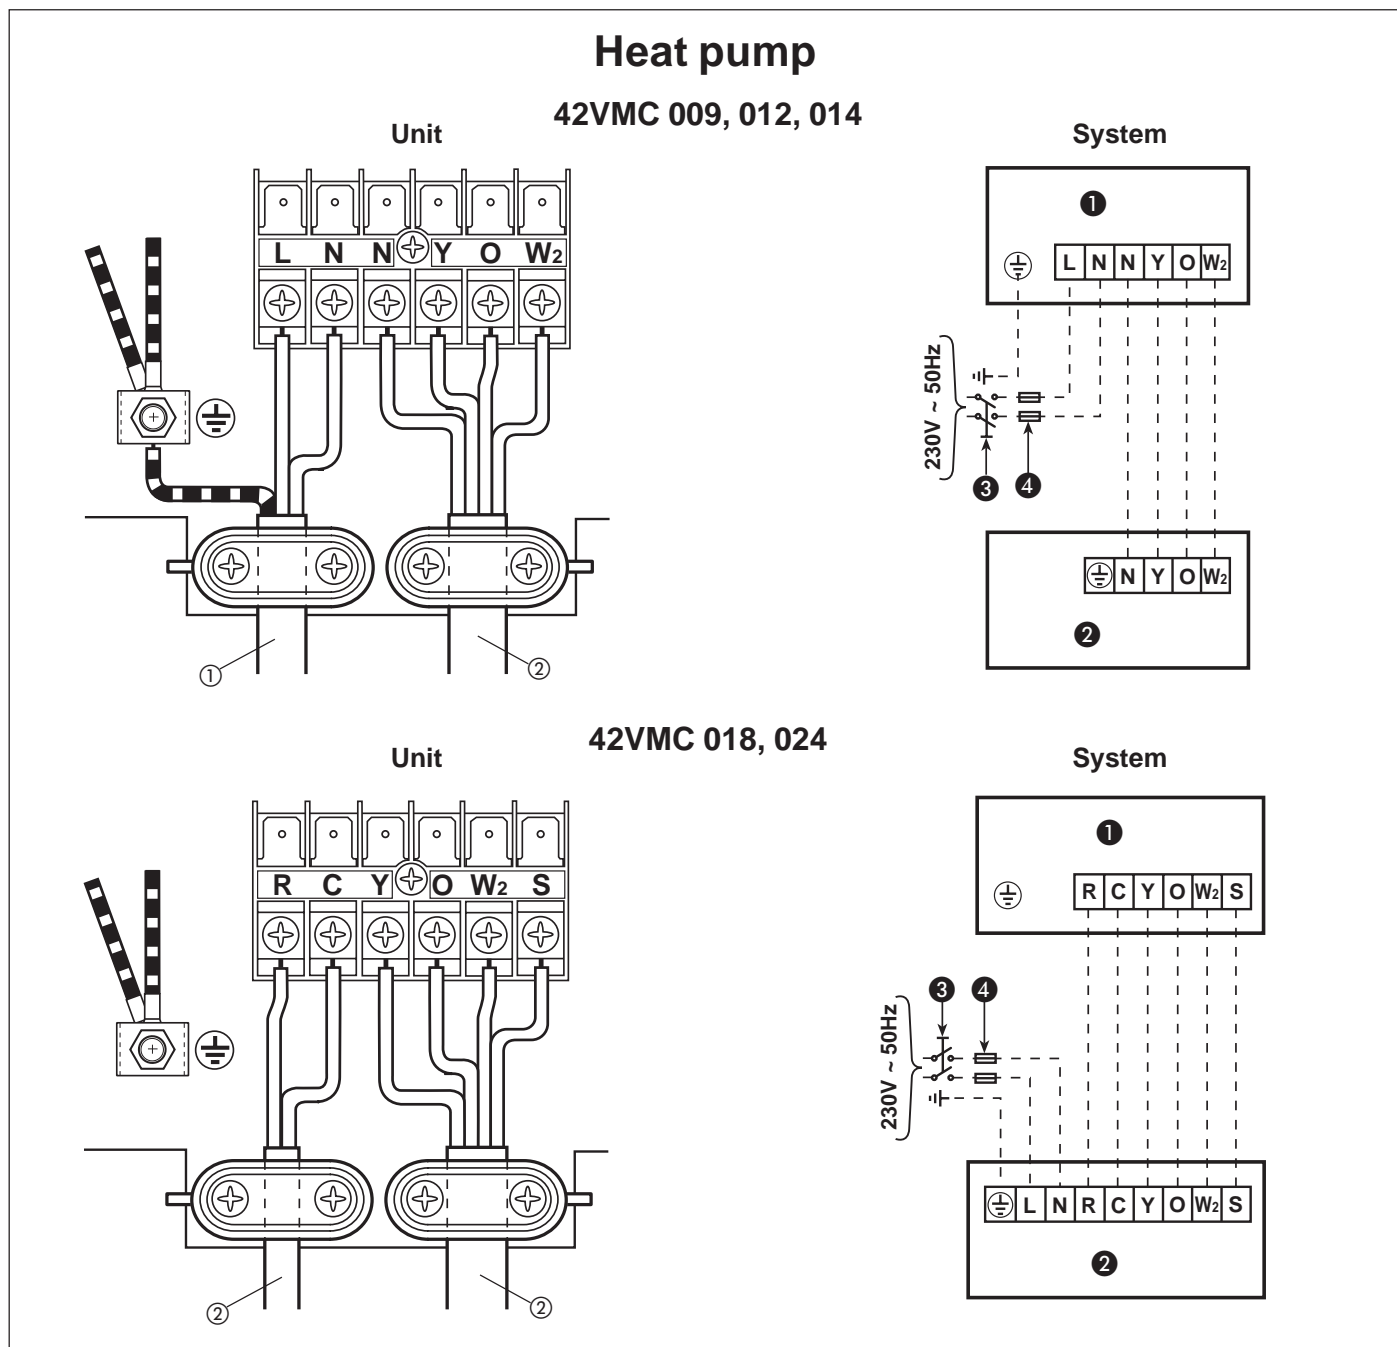 Heat pump
42VMC 009, 012, 014
Unit
System
L N N Y O W2
1
L N N Y O W2
230V ~ 50Hz
3 4
N Y O W2
2
① ②
42VMC 018, 024
Unit
System
R C Y O W2 S
1
R C Y O W2 S
3 4
230V ~ 50Hz
L N R C Y O W2 S
2
② ②